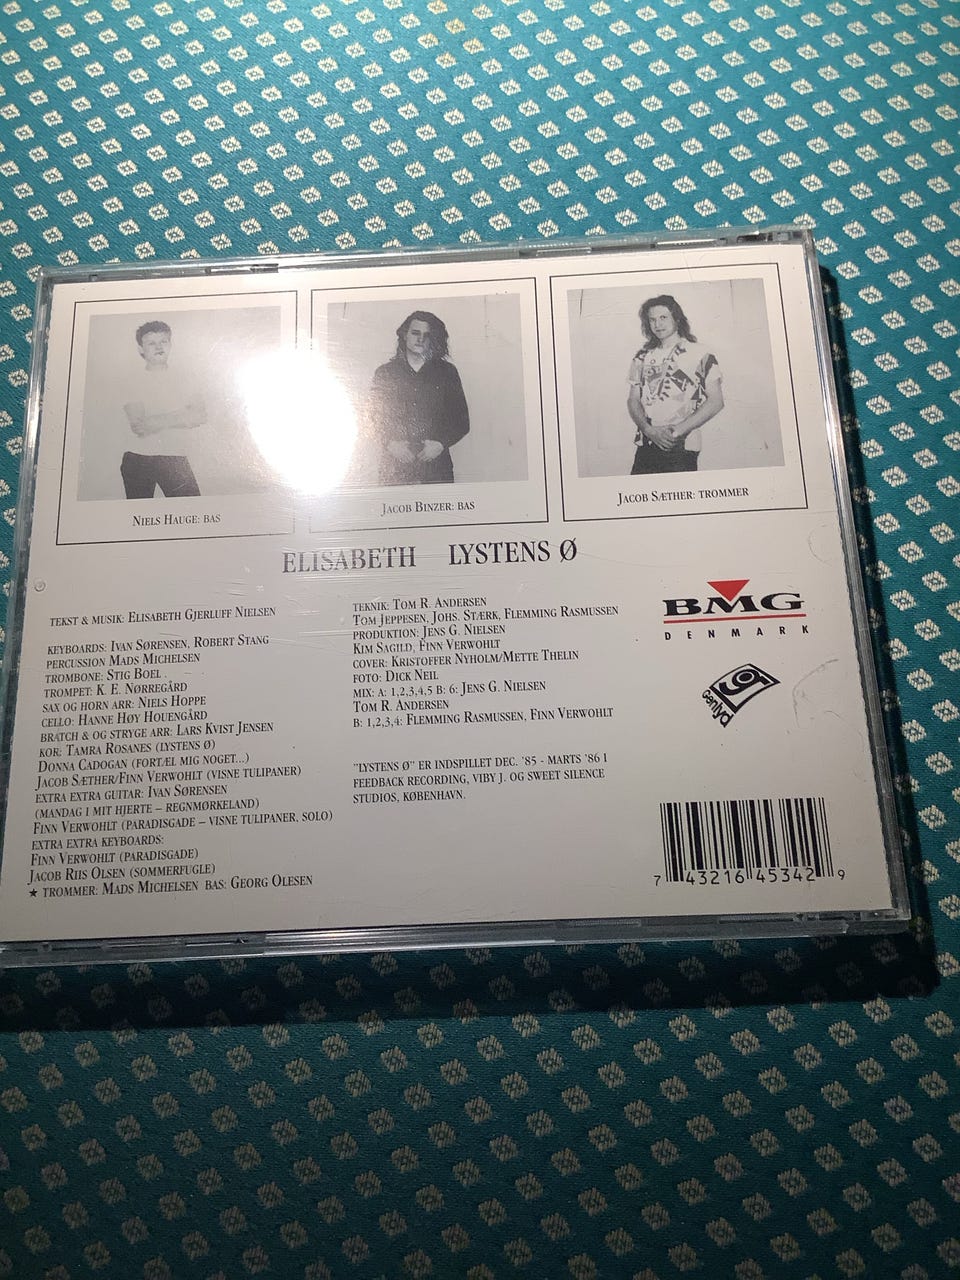 NIELS HAUGE: BAS
JACOB BINZER: BAS
JACOB SÆTHER: TROMMER
ELISABETH LYSTENS Ø
TEKST & MUSIK: ELISABETH GJERLUFF NIELSEN
KEYBOARDS: IVAN SØRENSEN, ROBERT STANG
PERCUSSION MADS MICHELSEN
TROMBONE: STIG BOEL
TROMPET: K. E. NØRREGÅRD
SAX OG HORN ARR: NIELS HOPPE
CELLO: HANNE HØY HOUENGÅRD
BRATCH & OG STRYGE ARR: LARS KVIST JENSEN
KOR: TAMRA ROSANES (LYSTENS Ø)
DONNA CADOGAN (FORTÆL MIG NOGET...)
JACOB SÆTHER/FINN VERWOHLT (VISNE TULIPANER)
EXTRA EXTRA GUITAR: IVAN SØRENSEN
(MANDAG I MIT HJERTE – REGNMØRKELAND)
FINN VERWOHLT (PARADISGADE – VISNE TULIPANER, SOLO)
EXTRA EXTRA KEYBOARDS:
FINN VERWOHLT (PARADISGADE)
JACOB RIIS OLSEN (SOMMERFUGLE)
★ TROMMER: MADS MICHELSEN BAS: GEORG OLESEN
TEKNIK: TOM R. ANDERSEN
TOM JEPPESEN, JOHS. STÆRK, FLEMMING RASMUSSEN
PRODUKTION: JENS G. NIELSEN
KIM SAGILD, FINN VERWOHLT
COVER: KRISTOFFER NYHOLM/METTE THELIN
FOTO: DICK NEIL
MIX: A: 1,2,3,4,5 B: 6: JENS G. NIELSEN
TOM R. ANDERSEN
B: 1,2,3,4: FLEMMING RASMUSSEN, FINN VERWOHLT
"LYSTENS Ø" ER INDSPILLET DEC. '85 - MARTS '86 I
FEEDBACK RECORDING, VIBY J. OG SWEET SILENCE
STUDIOS, KØBENHAVN.
BMG
DENMARK
Genlyd
7 43216 45342 9